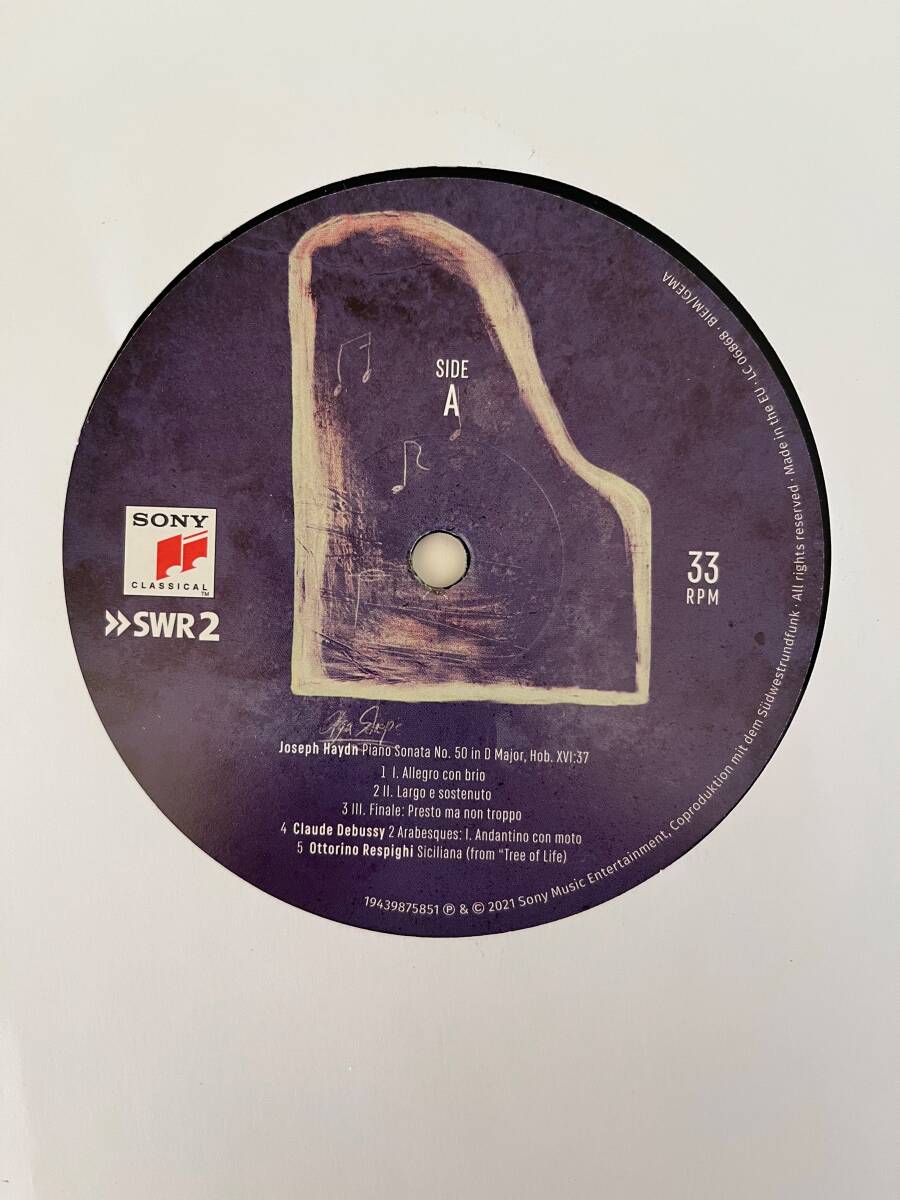 SIDE
A
SONY
CLASSICAL
TM
SWR2
33
RPM
Joseph Haydn Piano Sonata No. 50 in D Major, Hob. XVI:37
1 I. Allegro con brio
2 II. Largo e sostenuto
3 III. Finale: Presto ma non troppo
4 Claude Debussy 2 Arabesques: I. Andantino con moto
5 Ottorino Respighi Siciliana (from "Tree of Life)
19439875851 ℗ & © 2021 Sony Music Entertainment, Coproduktion mit dem Südwestrundfunk · All rights reserved · Made in the EU · LC 06868 · BIEM/GEMA